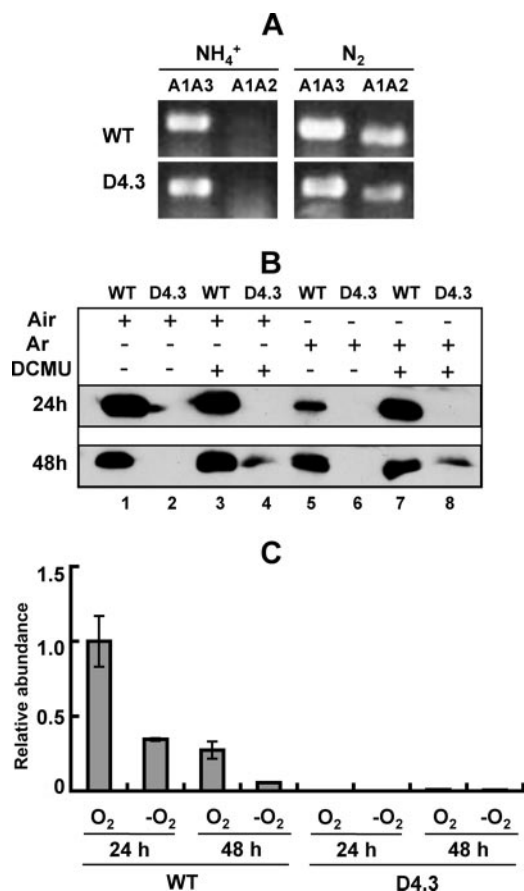 A
NH₄⁺ N₂
A1A3 A1A2 A1A3 A1A2
WT
D4.3
B
WT D4.3 WT D4.3 WT D4.3 WT D4.3
Air + + + + - - - -
Ar - - - - + + + +
DCMU - - + + - - + +
24h
48h
1 2 3 4 5 6 7 8
C
Relative abundance
1.5
1.0
0.5
0
O₂ -O₂ O₂ -O₂ O₂ -O₂ O₂ -O₂
24 h 48 h 24 h 48 h
WT D4.3